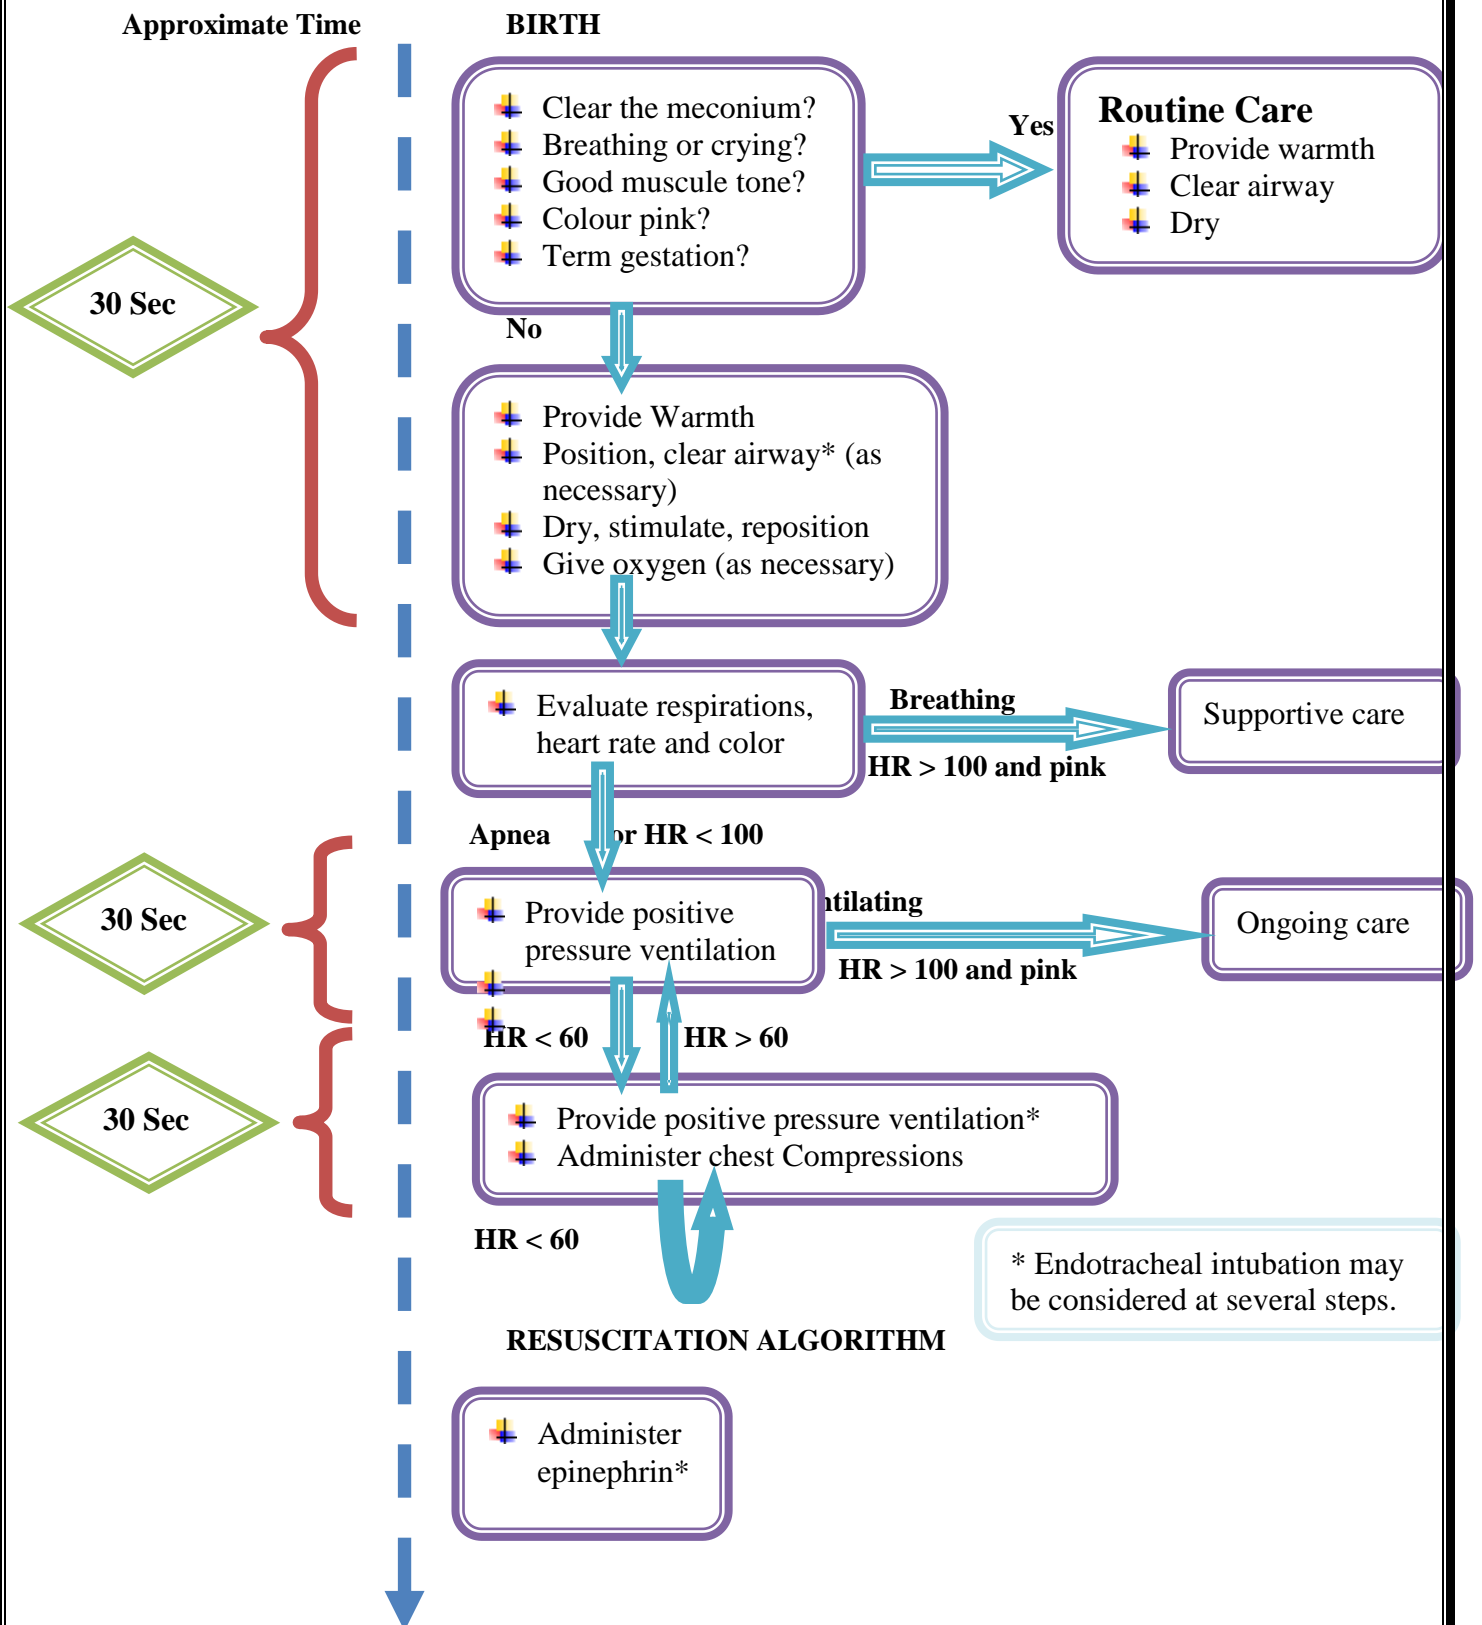 Approximate Time
BIRTH
Clear the meconium?
Breathing or crying?
Good muscule tone?
Colour pink?
Term gestation?
Yes
Routine Care
Provide warmth
Clear airway
Dry
30 Sec
No
Provide Warmth
Position, clear airway* (as
necessary)
Dry, stimulate, reposition
Give oxygen (as necessary)
Evaluate respirations,
heart rate and color
Breathing
HR > 100 and pink
Supportive care
Apnea or HR < 100
30 Sec
Provide positive
pressure ventilation
ntilating
HR > 100 and pink
Ongoing care
HR < 60
HR > 60
30 Sec
Provide positive pressure ventilation*
Administer chest Compressions
HR < 60
* Endotracheal intubation may
be considered at several steps.
RESUSCITATION ALGORITHM
Administer
epinephrin*